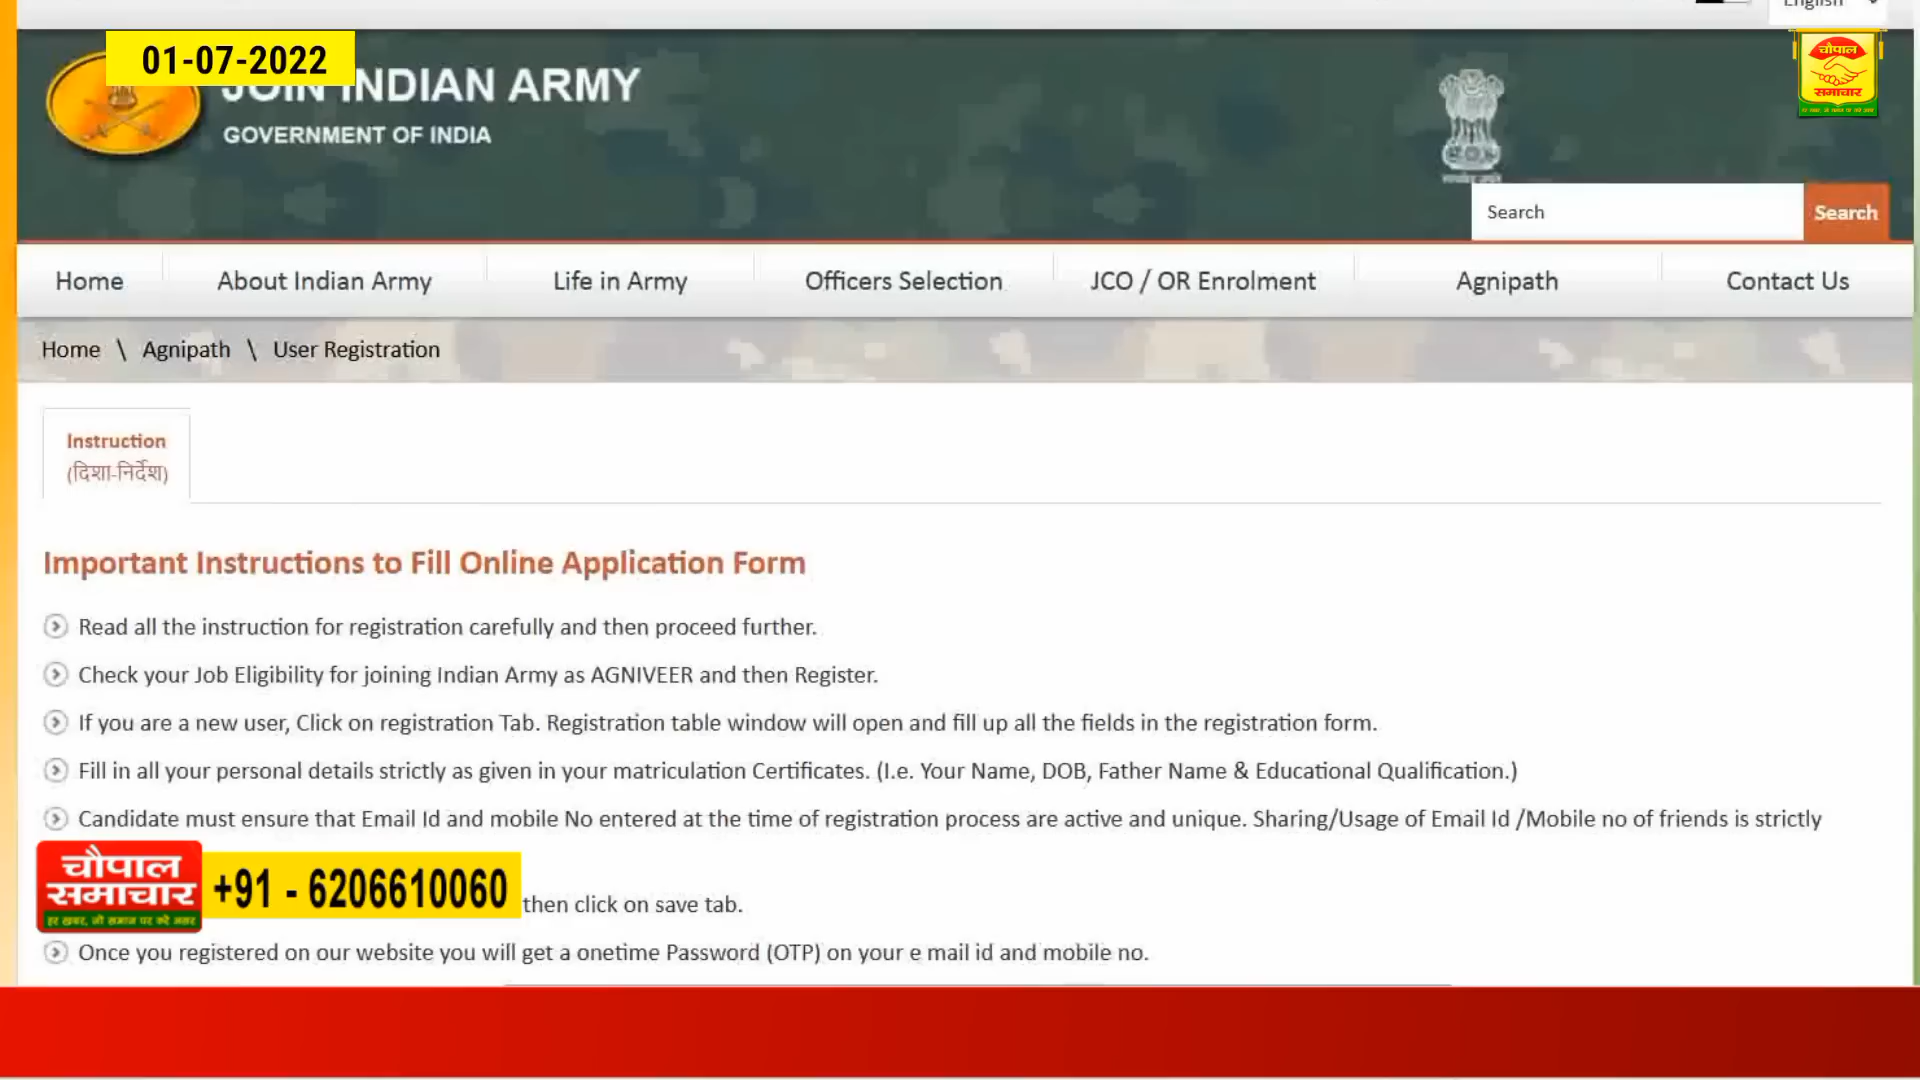 English
01-07-2022
JOIN INDIAN ARMY
GOVERNMENT OF INDIA
चौपाल
समाचार
Search Search
Home About Indian Army Life in Army Officers Selection JCO / OR Enrolment Agnipath Contact Us
Home \ Agnipath \ User Registration
Instruction
(दिशा-निर्देश)
Important Instructions to Fill Online Application Form
Read all the instruction for registration carefully and then proceed further.
Check your Job Eligibility for joining Indian Army as AGNIVEER and then Register.
If you are a new user, Click on registration Tab. Registration table window will open and fill up all the fields in the registration form.
Fill in all your personal details strictly as given in your matriculation Certificates. (I.e. Your Name, DOB, Father Name & Educational Qualification.)
Candidate must ensure that Email Id and mobile No entered at the time of registration process are active and unique. Sharing/Usage of Email Id /Mobile no of friends is strictly
चौपाल
समाचार
हर खबर, जो समाज पर करे असर
+91 - 6206610060
then click on save tab.
Once you registered on our website you will get a onetime Password (OTP) on your e mail id and mobile no.